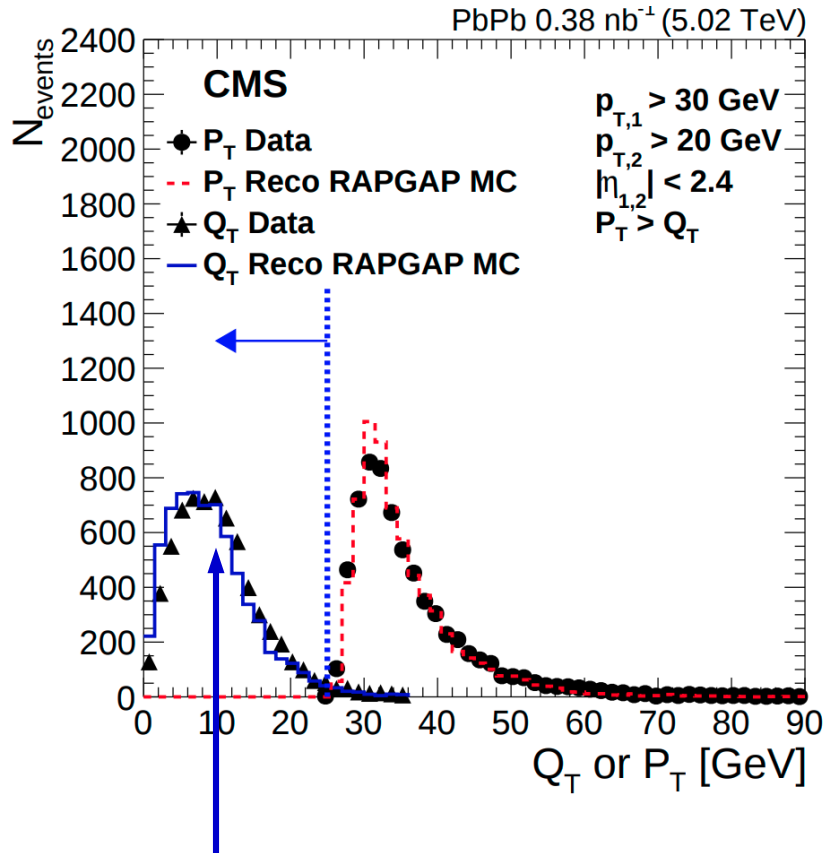 PbPb 0.38 nb⁻¹ (5.02 TeV)
N_events
2400
2200
2000
1800
1600
1400
1200
1000
800
600
400
200
0
CMS
P_T Data
P_T Reco RAPGAP MC
Q_T Data
Q_T Reco RAPGAP MC
p_T,1 > 30 GeV
p_T,2 > 20 GeV
|η_1,2| < 2.4
P_T > Q_T
0 10 20 30 40 50 60 70 80 90
Q_T or P_T [GeV]